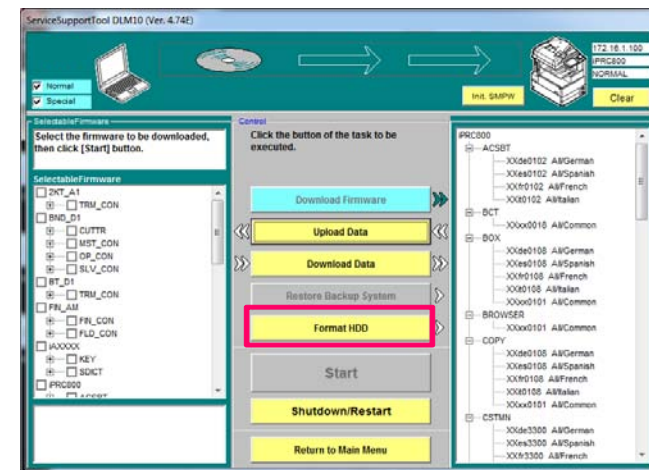 ServiceSupportTool DLM10 (Ver. 4.74E)
172.16.1.100
iPRC800
NORMAL
Normal
Special
Init. SMPW
Clear
SelectableFirmware
Select the firmware to be downloaded,
then click [Start] button.
SelectableFirmware
2KT_A1
TRM_CON
BND_D1
CUTTR
MST_CON
OP_CON
SLV_CON
BT_D1
TRM_CON
FIN_AM
FIN_CON
FLD_CON
IAXXXX
KEY
SDICT
iPRC800
ACSBT
Control
Click the button of the task to be
executed.
Download Firmware
Upload Data
Download Data
Restore Backup System
Format HDD
Start
Shutdown/Restart
Return to Main Menu
iPRC800
ACSBT
XXde0102 All/German
XXes0102 All/Spanish
XXfr0102 All/French
XXit0102 All/Italian
BCT
XXxx0018 All/Common
BOX
XXde0108 All/German
XXes0108 All/Spanish
XXfr0108 All/French
XXit0108 All/Italian
XXxx0101 All/Common
BROWSER
XXxx0101 All/Common
COPY
XXde0108 All/German
XXes0108 All/Spanish
XXfr0108 All/French
XXit0108 All/Italian
XXxx0101 All/Common
CSTMN
XXde3300 All/German
XXes3300 All/Spanish
XXfr3300 All/French